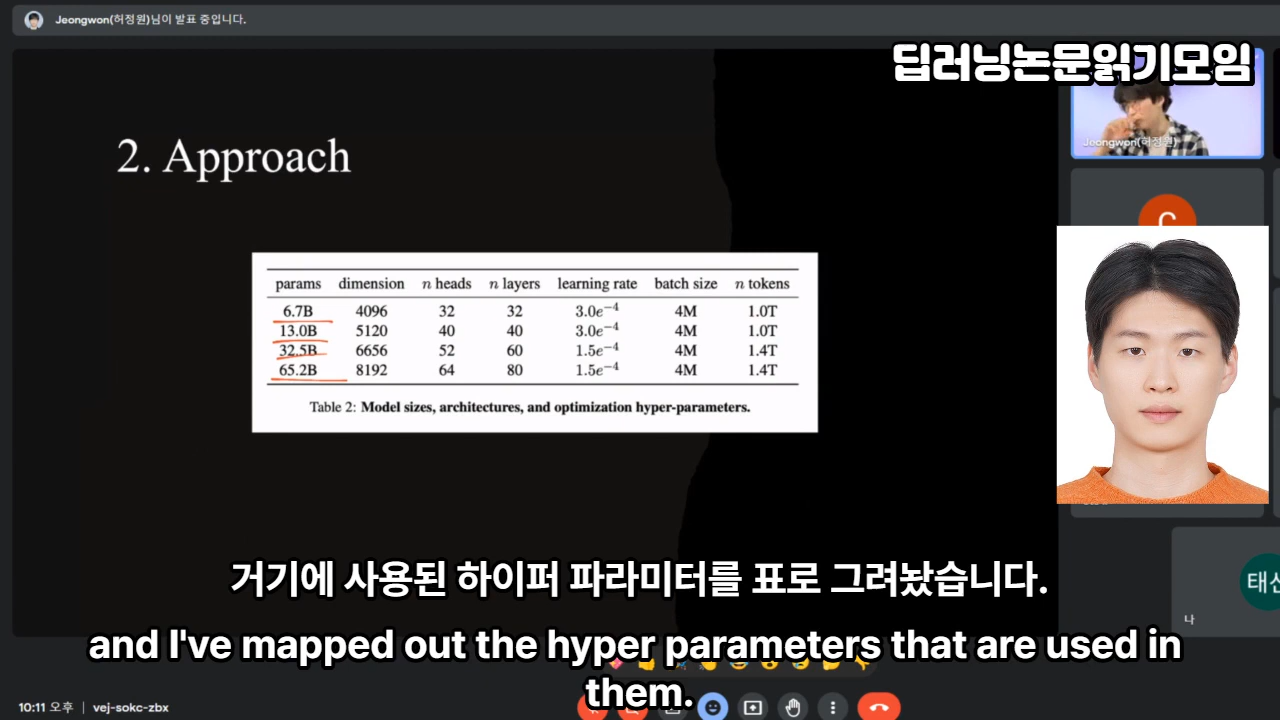 Jeongwon(허정원)님이 발표 중입니다.
딥러닝논문읽기모임
Jeongwon(허정원)
2. Approach
params dimension n heads n layers learning rate batch size n tokens
6.7B 4096 32 32 3.0e−4 4M 1.0T
13.0B 5120 40 40 3.0e−4 4M 1.0T
32.5B 6656 52 60 1.5e−4 4M 1.4T
65.2B 8192 64 80 1.5e−4 4M 1.4T
Table 2: Model sizes, architectures, and optimization hyper-parameters.
거기에 사용된 하이퍼 파라미터를 표로 그려놨습니다.
태신
나
and I've mapped out the hyper parameters that are used in
them.
10:11 오후 | vej-sokc-zbx